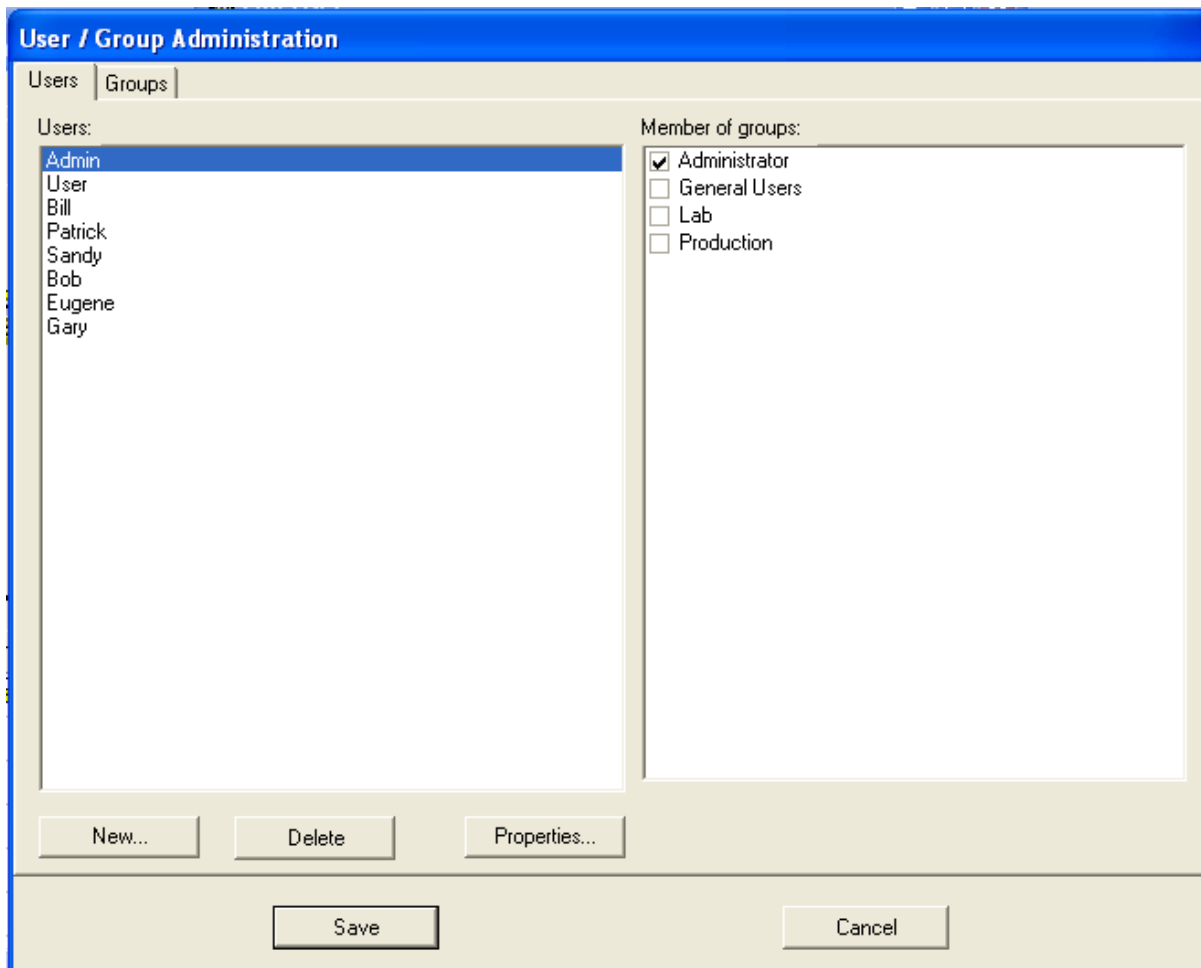 User / Group Administration
Users Groups
Users:
Admin
User
Bill
Patrick
Sandy
Bob
Eugene
Gary
Member of groups:
Administrator
General Users
Lab
Production
New... Delete Properties...
Save Cancel